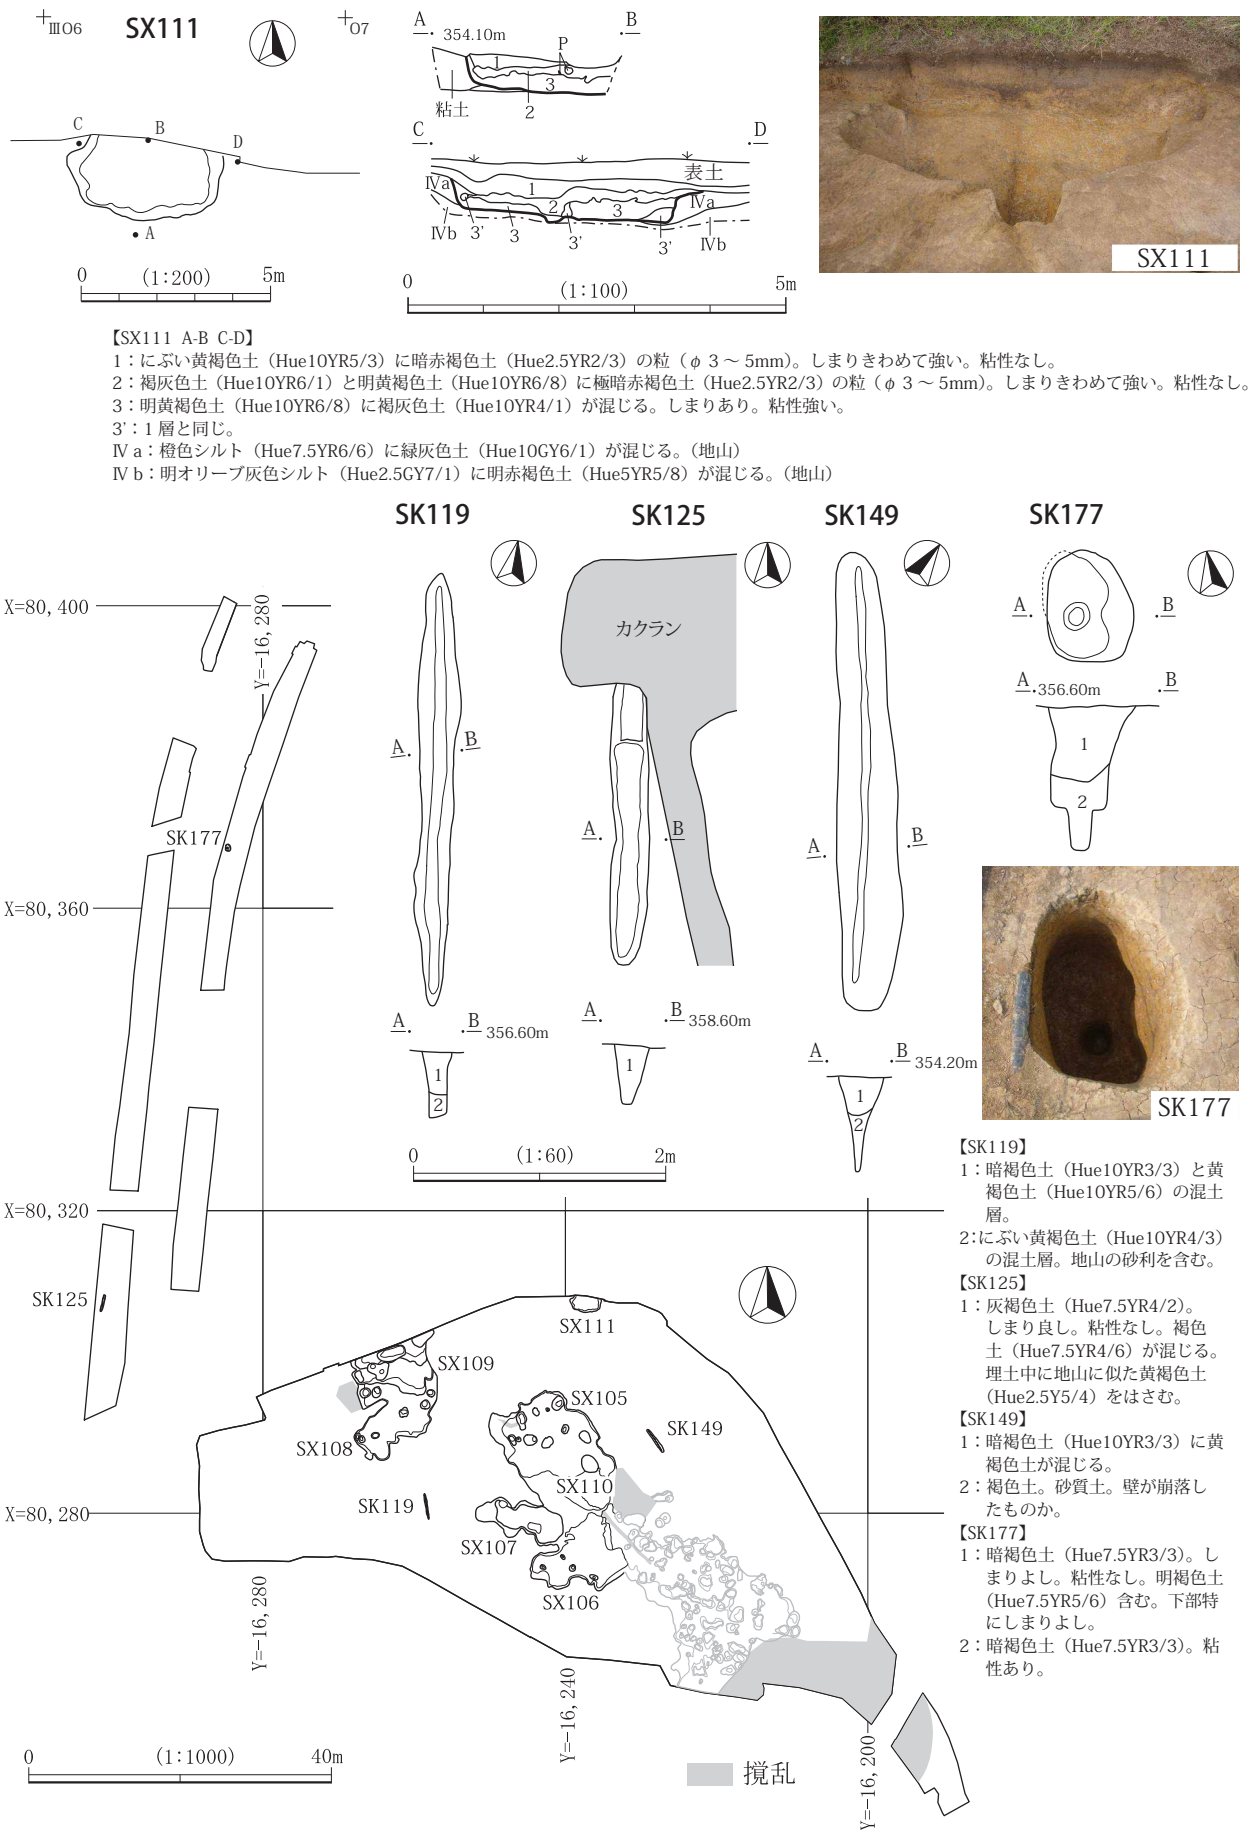 ⅢO6
SX111
O7
A
354.10m
B
P
1
3
粘土
2
C
B
D
A
C
D
表土
Ⅳa
1
2
3
Ⅳa
Ⅳb
3'
3
3'
3'
Ⅳb
0 (1:200) 5m
0 (1:100) 5m
SX111
【SX111 A-B C-D】
1：にぶい黄褐色土（Hue10YR5/3）に暗赤褐色土（Hue2.5YR2/3）の粒（φ 3 ～ 5mm）。しまりきわめて強い。粘性なし。
2：褐灰色土（Hue10YR6/1）と明黄褐色土（Hue10YR6/8）に極暗赤褐色土（Hue2.5YR2/3）の粒（φ 3 ～ 5mm）。しまりきわめて強い。粘性なし。
3：明黄褐色土（Hue10YR6/8）に褐灰色土（Hue10YR4/1）が混じる。しまりあり。粘性強い。
3'：1 層と同じ。
Ⅳ a：橙色シルト（Hue7.5YR6/6）に緑灰色土（Hue10GY6/1）が混じる。（地山）
Ⅳ b：明オリーブ灰色シルト（Hue2.5GY7/1）に明赤褐色土（Hue5YR5/8）が混じる。（地山）
SK119
A
B
A
B 356.60m
1
2
SK125
カクラン
A
B
A
B 358.60m
1
SK149
A
B
A
B 354.20m
1
2
SK177
A
B
A
356.60m
B
1
2
SK177
0 (1:60) 2m
【SK119】
1：暗褐色土（Hue10YR3/3）と黄
褐色土（Hue10YR5/6）の混土
層。
2：にぶい黄褐色土（Hue10YR4/3）
の混土層。地山の砂利を含む。
【SK125】
1：灰褐色土（Hue7.5YR4/2）。
しまり良し。粘性なし。褐色
土（Hue7.5YR4/6）が混じる。
埋土中に地山に似た黄褐色土
（Hue2.5Y5/4）をはさむ。
【SK149】
1：暗褐色土（Hue10YR3/3）に黄
褐色土が混じる。
2：褐色土。砂質土。壁が崩落し
たものか。
【SK177】
1：暗褐色土（Hue7.5YR3/3）。し
まりよし。粘性なし。明褐色土
（Hue7.5YR5/6）含む。下部特
にしまりよし。
2：暗褐色土（Hue7.5YR3/3）。粘
性あり。
X=80,400
Y=-16,280
SK177
X=80,360
X=80,320
SK125
SX111
SX109
SX105
SK149
SX108
SX110
SK119
X=80,280
SX107
SX106
Y=-16,280
Y=-16,240
Y=-16,200
0 (1:1000) 40m
撹乱